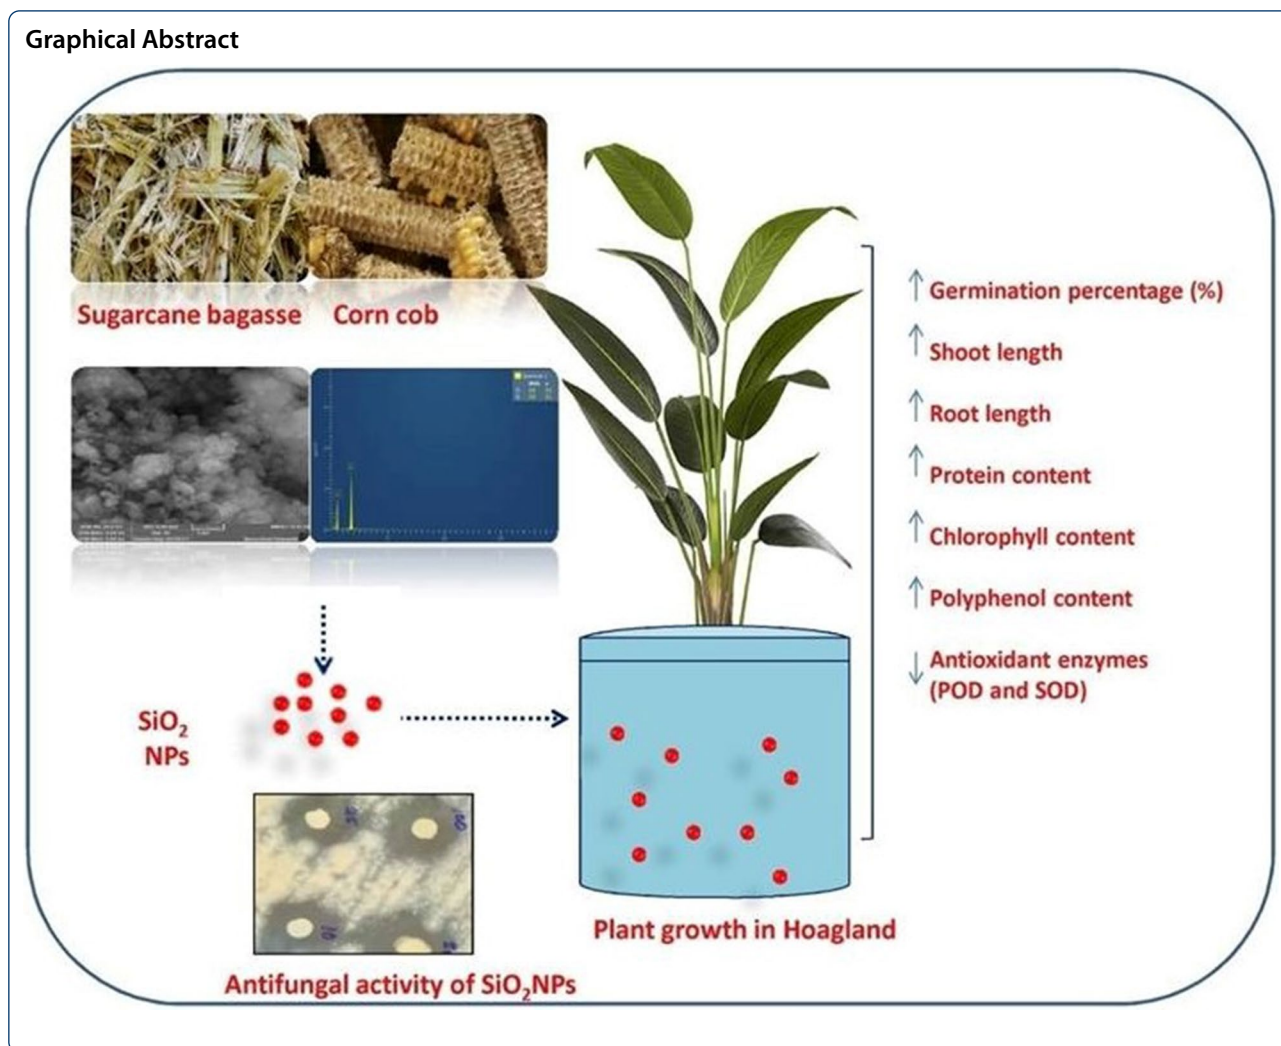 Graphical Abstract
Sugarcane bagasse
Corn cob
SiO2
NPs
Antifungal activity of SiO2NPs
Plant growth in Hoagland
↑ Germination percentage (%)
↑ Shoot length
↑ Root length
↑ Protein content
↑ Chlorophyll content
↑ Polyphenol content
↓ Antioxidant enzymes
(POD and SOD)